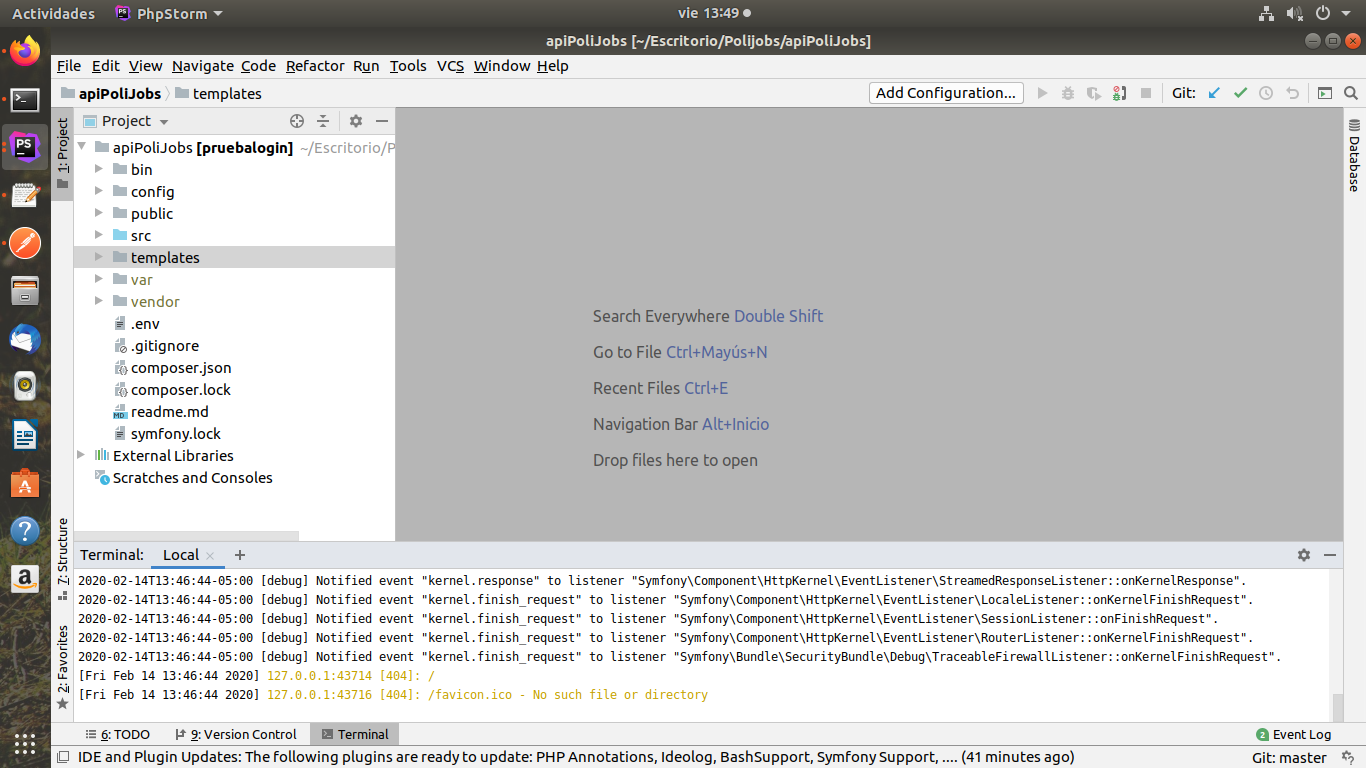 Actividades PhpStorm vie 13:49
apiPoliJobs [~/Escritorio/Polijobs/apiPoliJobs]
File Edit View Navigate Code Refactor Run Tools VCS Window Help
apiPoliJobs templates Add Configuration... Git:
1: Project
Project
apiPoliJobs [pruebalogin] ~/Escritorio/P
bin
config
public
src
templates
var
vendor
.env
.gitignore
composer.json
composer.lock
readme.md
symfony.lock
External Libraries
Scratches and Consoles
Search Everywhere Double Shift
Go to File Ctrl+Mayús+N
Recent Files Ctrl+E
Navigation Bar Alt+Inicio
Drop files here to open
Database
7: Structure
2: Favorites
Terminal: Local × +
2020-02-14T13:46:44-05:00 [debug] Notified event "kernel.response" to listener "Symfony\Component\HttpKernel\EventListener\StreamedResponseListener::onKernelResponse".
2020-02-14T13:46:44-05:00 [debug] Notified event "kernel.finish_request" to listener "Symfony\Component\HttpKernel\EventListener\LocaleListener::onKernelFinishRequest".
2020-02-14T13:46:44-05:00 [debug] Notified event "kernel.finish_request" to listener "Symfony\Component\HttpKernel\EventListener\SessionListener::onFinishRequest".
2020-02-14T13:46:44-05:00 [debug] Notified event "kernel.finish_request" to listener "Symfony\Component\HttpKernel\EventListener\RouterListener::onKernelFinishRequest".
2020-02-14T13:46:44-05:00 [debug] Notified event "kernel.finish_request" to listener "Symfony\Bundle\SecurityBundle\Debug\TraceableFirewallListener::onKernelFinishRequest".
[Fri Feb 14 13:46:44 2020] 127.0.0.1:43714 [404]: /
[Fri Feb 14 13:46:44 2020] 127.0.0.1:43716 [404]: /favicon.ico - No such file or directory
6: TODO 9: Version Control Terminal 2 Event Log
IDE and Plugin Updates: The following plugins are ready to update: PHP Annotations, Ideolog, BashSupport, Symfony Support, .... (41 minutes ago) Git: master